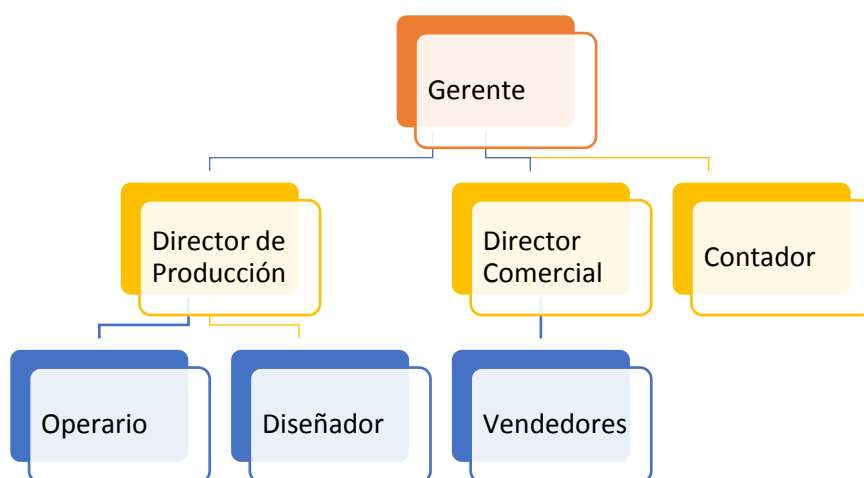 Gerente
Director de
Producción
Director
Comercial
Contador
Operario
Diseñador
Vendedores